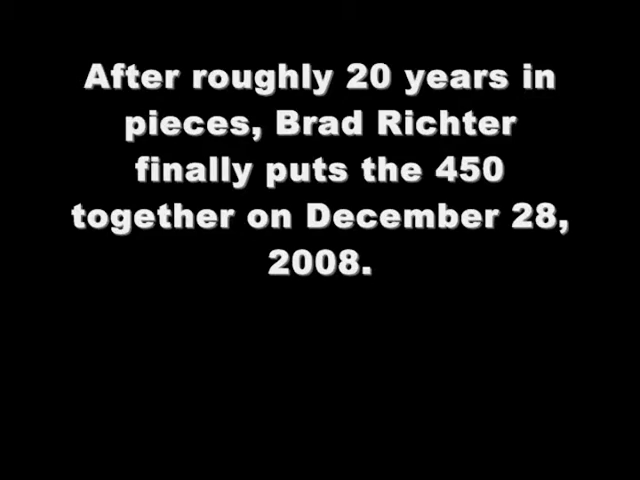 After roughly 20 years in
pieces, Brad Richter
finally puts the 450
together on December 28,
2008.